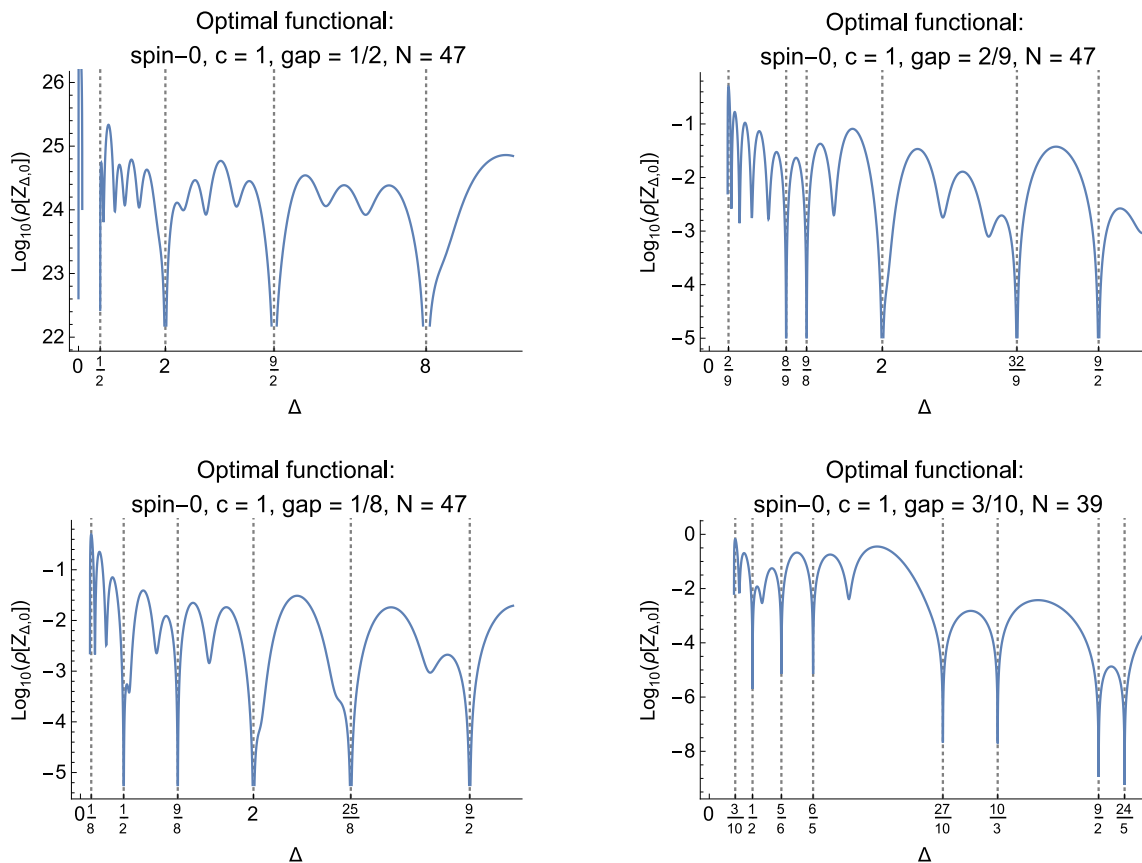 Optimal functional:
spin-0, c = 1, gap = 1/2, N = 47
Log₁₀(ρ[Z_Δ,0])
26
25
24
23
22
0 1/2 2 9/2 8
Δ
Optimal functional:
spin-0, c = 1, gap = 2/9, N = 47
Log₁₀(ρ[Z_Δ,0])
-1
-2
-3
-4
-5
0 2/9 8/9 9/8 2 32/9 9/2
Δ
Optimal functional:
spin-0, c = 1, gap = 1/8, N = 47
Log₁₀(ρ[Z_Δ,0])
-1
-2
-3
-4
-5
0 1/8 1/2 9/8 2 25/8 9/2
Δ
Optimal functional:
spin-0, c = 1, gap = 3/10, N = 39
Log₁₀(ρ[Z_Δ,0])
0
-2
-4
-6
-8
0 3/10 1/2 5/6 6/5 27/10 10/3 9/2 24/5
Δ